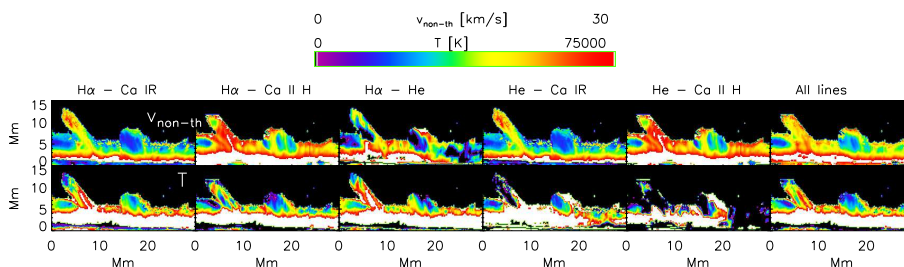 0 v_non-th [km/s] 30
0 T [K] 75000
Hα – Ca IR Hα – Ca II H Hα – He He – Ca IR He – Ca II H All lines
15
10
5
0
Mm
V_non-th
15
10
5
0
Mm
T
0 10 20 0 10 20 0 10 20 0 10 20 0 10 20 0 10 20
Mm Mm Mm Mm Mm Mm